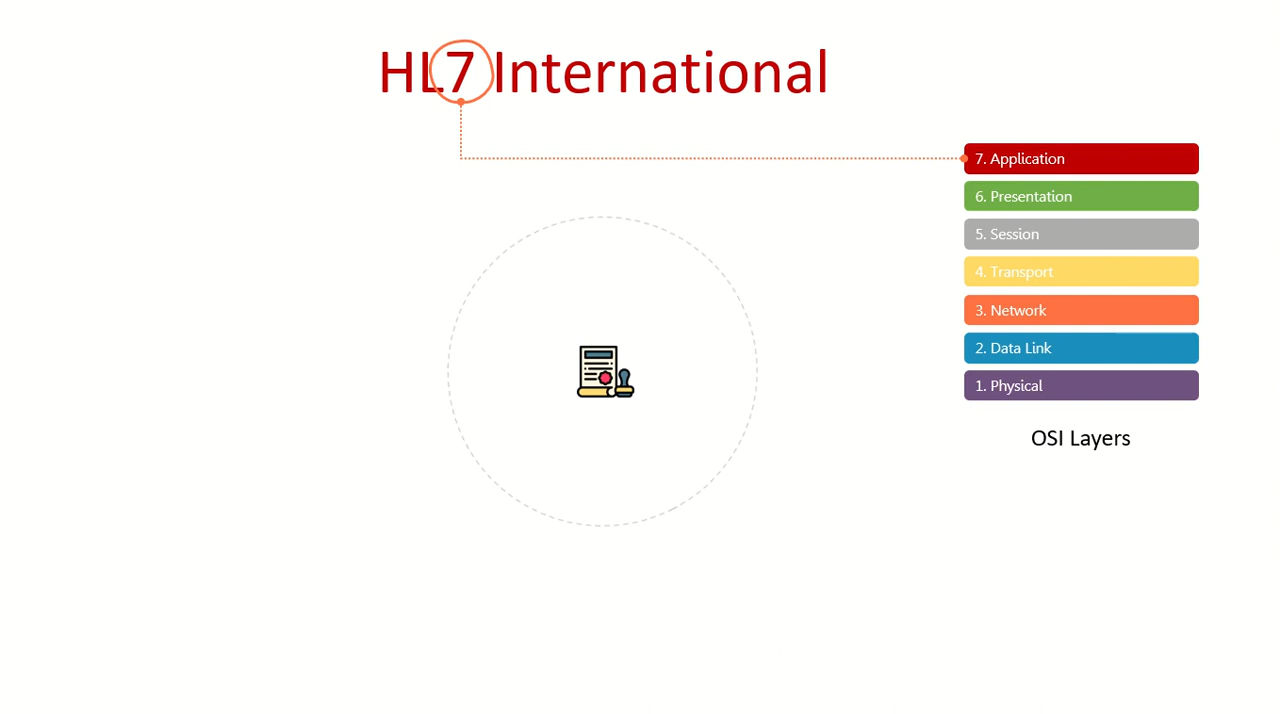 HL7 International
7. Application
6. Presentation
5. Session
4. Transport
3. Network
2. Data Link
1. Physical
OSI Layers